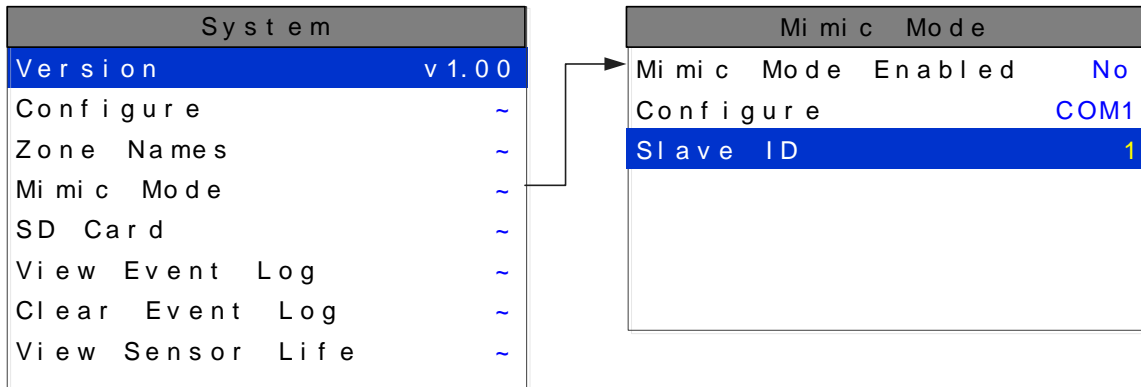 System
Version v1.00
Configure ~
Zone Names ~
Mimic Mode ~
SD Card ~
View Event Log ~
Clear Event Log ~
View Sensor Life ~
Mimic Mode
Mimic Mode Enabled No
Configure COM1
Slave ID 1